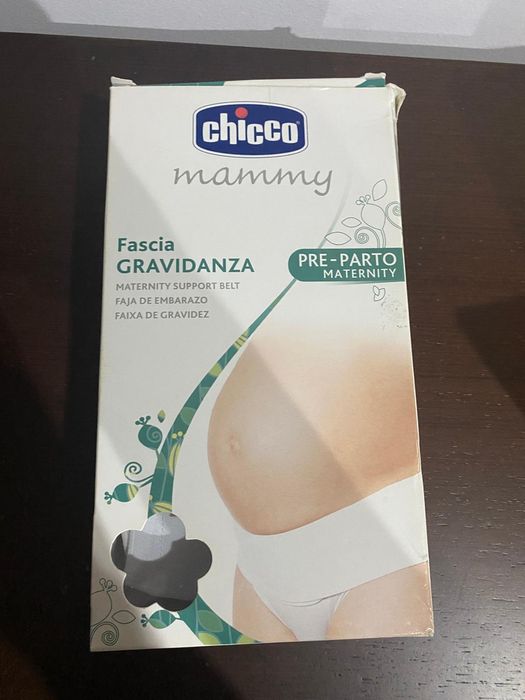 chicco
mammy
Fascia
GRAVIDANZA
MATERNITY SUPPORT BELT
FAJA DE EMBARAZO
FAIXA DE GRAVIDEZ
PRE-PARTO
MATERNITY